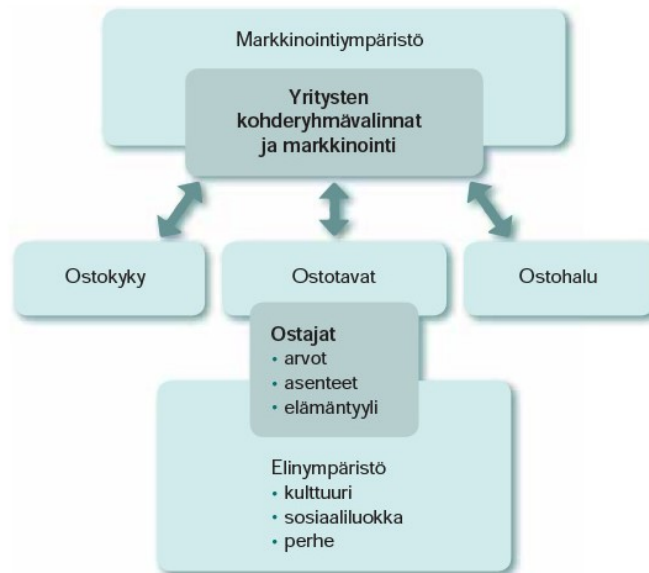 Markkinointiympäristö
Yritysten
kohderyhmävalinnat
ja markkinointi
Ostokyky
Ostotavat
Ostohalu
Ostajat
• arvot
• asenteet
• elämäntyyli
Elinympäristö
• kulttuuri
• sosiaaliluokka
• perhe